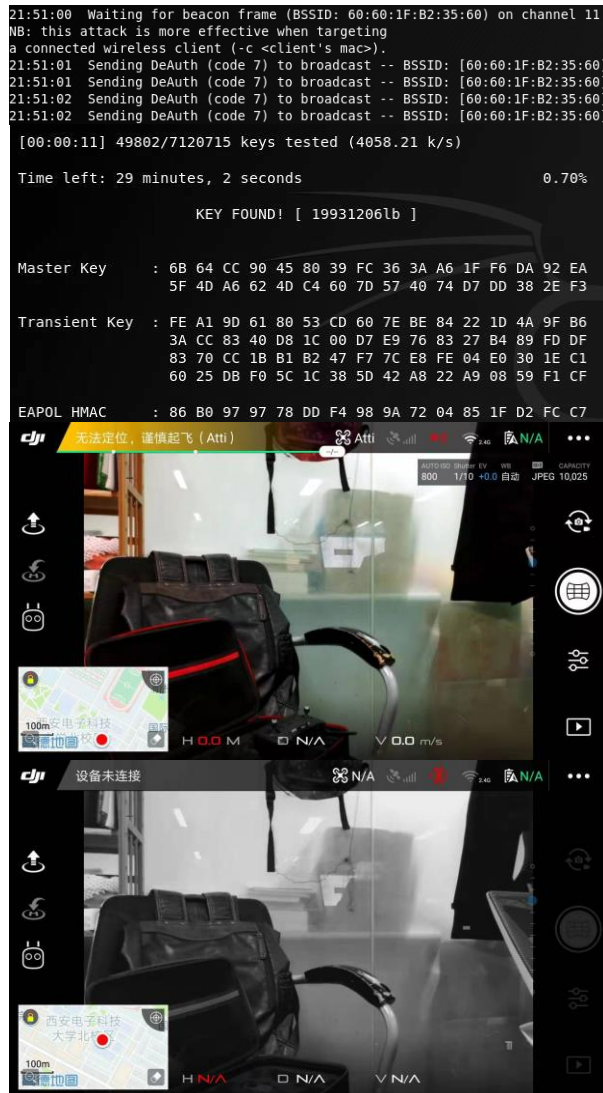 21:51:00  Waiting for beacon frame (BSSID: 60:60:1F:B2:35:60) on channel 11
NB: this attack is more effective when targeting
a connected wireless client (-c <client's mac>).
21:51:01  Sending DeAuth (code 7) to broadcast -- BSSID: [60:60:1F:B2:35:60
21:51:01  Sending DeAuth (code 7) to broadcast -- BSSID: [60:60:1F:B2:35:60
21:51:02  Sending DeAuth (code 7) to broadcast -- BSSID: [60:60:1F:B2:35:60
21:51:02  Sending DeAuth (code 7) to broadcast -- BSSID: [60:60:1F:B2:35:60
[00:00:11] 49802/7120715 keys tested (4058.21 k/s)
Time left: 29 minutes, 2 seconds 0.70%
KEY FOUND! [ 19931206lb ]
Master Key : 6B 64 CC 90 45 80 39 FC 36 3A A6 1F F6 DA 92 EA
5F 4D A6 62 4D C4 60 7D 57 40 74 D7 DD 38 2E F3
Transient Key : FE A1 9D 61 80 53 CD 60 7E BE 84 22 1D 4A 9F B6
3A CC 83 40 D8 1C 00 D7 E9 76 83 27 B4 89 FD DF
83 70 CC 1B B1 B2 47 F7 7C E8 FE 04 E0 30 1E C1
60 25 DB F0 5C 1C 38 5D 42 A8 22 A9 08 59 F1 CF
EAPOL HMAC : 86 B0 97 97 78 DD F4 98 9A 72 04 85 1F D2 FC C7
dji 无法定位，谨慎起飞（Atti） Atti 2.4G N/A
--/--
AUTO ISO Shutter EV WB CAPACITY
800 1/10 +0.0 自动 JPEG 10,025
西安电子科技
100m
H 0.0 M D N/A V 0.0 m/s
dji 设备未连接 N/A 2.4G N/A
西安电子科技
大学北校区
100m
H N/A D N/A V N/A